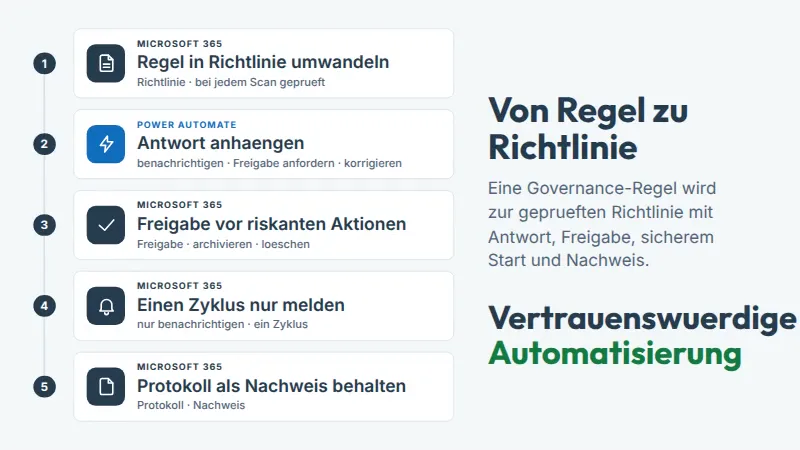 1
MICROSOFT 365
Regel in Richtlinie umwandeln
Richtlinie · bei jedem Scan geprueft
2
POWER AUTOMATE
Antwort anhaengen
benachrichtigen · Freigabe anfordern · korrigieren
3
MICROSOFT 365
Freigabe vor riskanten Aktionen
Freigabe · archivieren · loeschen
4
MICROSOFT 365
Einen Zyklus nur melden
nur benachrichtigen · ein Zyklus
5
MICROSOFT 365
Protokoll als Nachweis behalten
Protokoll · Nachweis
Von Regel zu
Richtlinie
Eine Governance-Regel wird
zur geprueften Richtlinie mit
Antwort, Freigabe, sicherem
Start und Nachweis.
Vertrauenswuerdige
Automatisierung